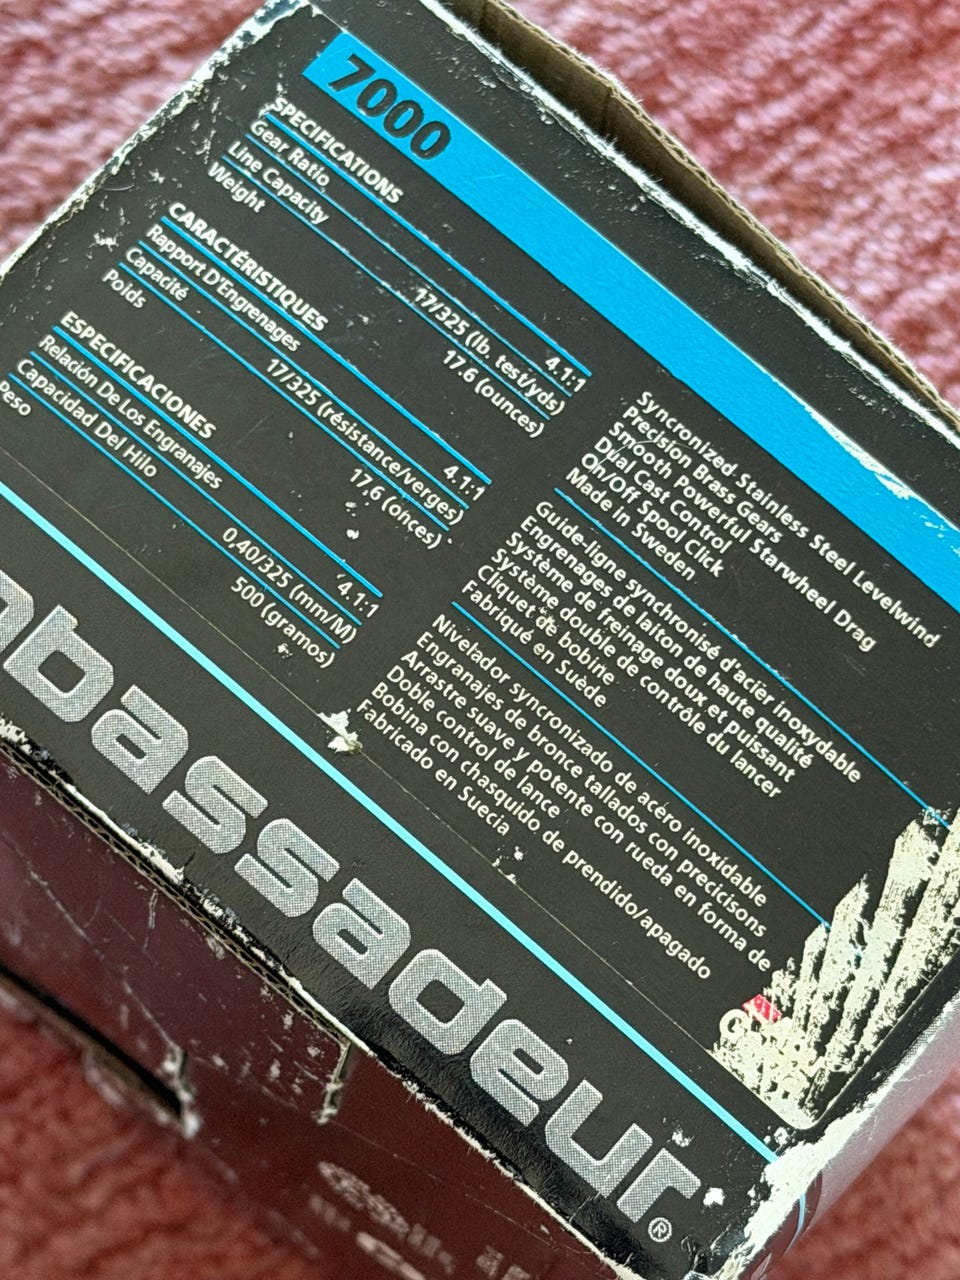 7000
SPECIFICATIONS
Gear Ratio 4.1:1
Line Capacity 17/325 (lb. test/yds)
Weight 17.6 (ounces)
CARACTÉRISTIQUES
Rapport D'Engrenages 4.1:1
Capacité 17/325 (résistance/verges)
Poids 17.6 (onces)
ESPECIFICACIONES
Relación De Los Engranajes 4.1:1
Capacidad Del Hilo 0,40/325 (mm/M)
Peso 500 (gramos)
Syncronized Stainless Steel Levelwind
Precision Brass Gears
Smooth Powerful Starwheel Drag
Dual Cast Control
On/Off Spool Click
Made in Sweden
Guide-ligne synchronisé d'acier inoxydable
Engrenages de laiton de haute qualité
Système de freinage doux et puissant
Système double de contrôle du lancer
Cliquet de bobine
Fabriqué en Suède
Nivelador syncronizado de acéro inoxidable
Engranajes de bronce tallados con precicisons
Arrastre suave y potente con rueda en forma de
Doble control de lance
Bobina con chasquido de prendido/apagado
Fabricado en Suecia
mbassadeur®